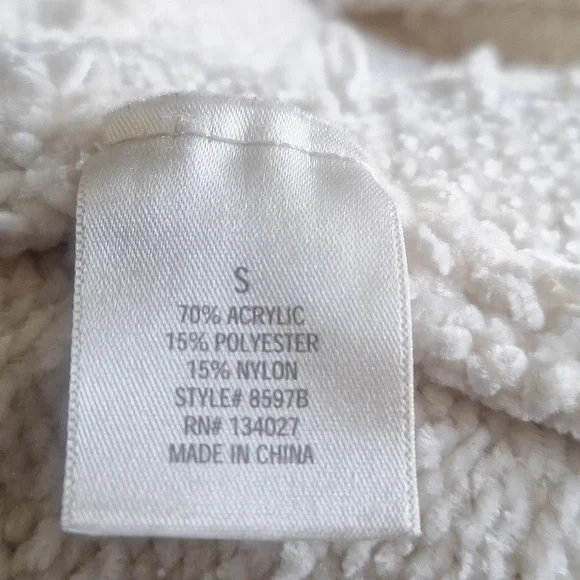 S
70% ACRYLIC
15% POLYESTER
15% NYLON
STYLE# 8597B
RN# 134027
MADE IN CHINA